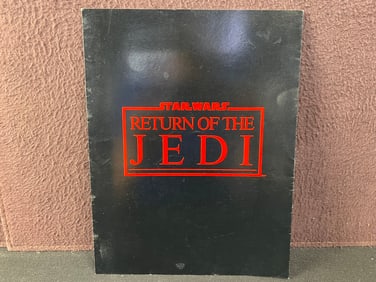 STAR WARS
RETURN OF THE
JEDI